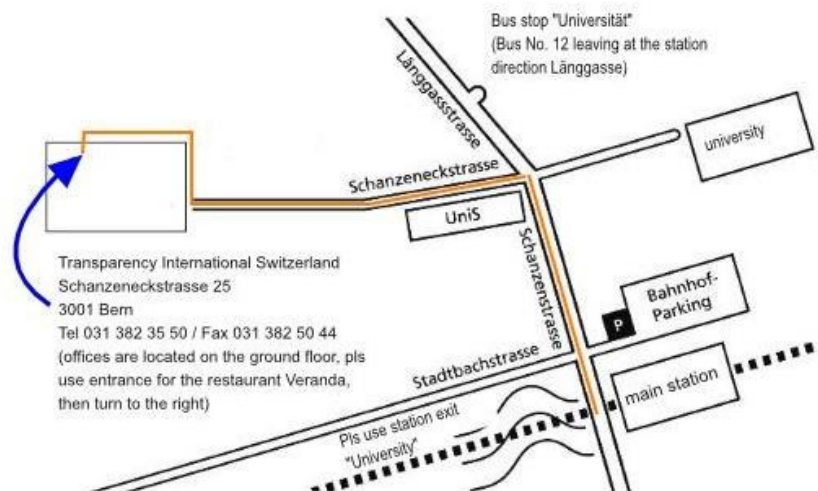 Bus stop "Universität"
(Bus No. 12 leaving at the station
direction Länggasse)
Länggassstrasse
university
Schanzeneckstrasse
UniS
Schanzenstrasse
Transparency International Switzerland
Schanzeneckstrasse 25
3001 Bern
Tel 031 382 35 50 / Fax 031 382 50 44
(offices are located on the ground floor, pls
use entrance for the restaurant Veranda,
then turn to the right)
Bahnhof-
Parking
P
Stadtbachstrasse
main station
Pls use station exit
"University"